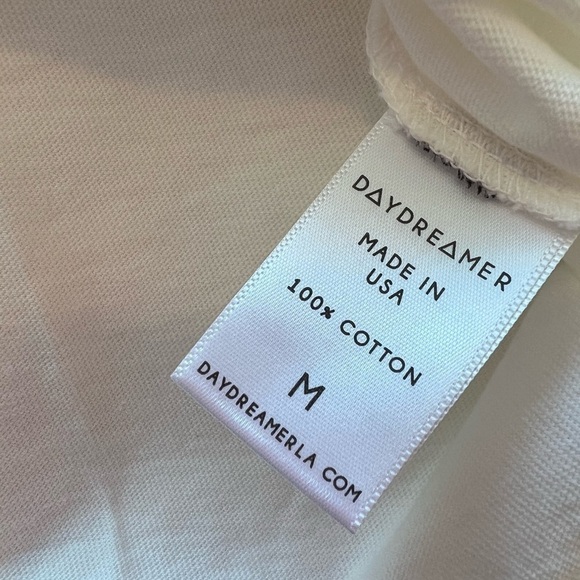 DAYDREAMER
MADE IN
USA
100% COTTON
M
DAYDREAMERLA COM